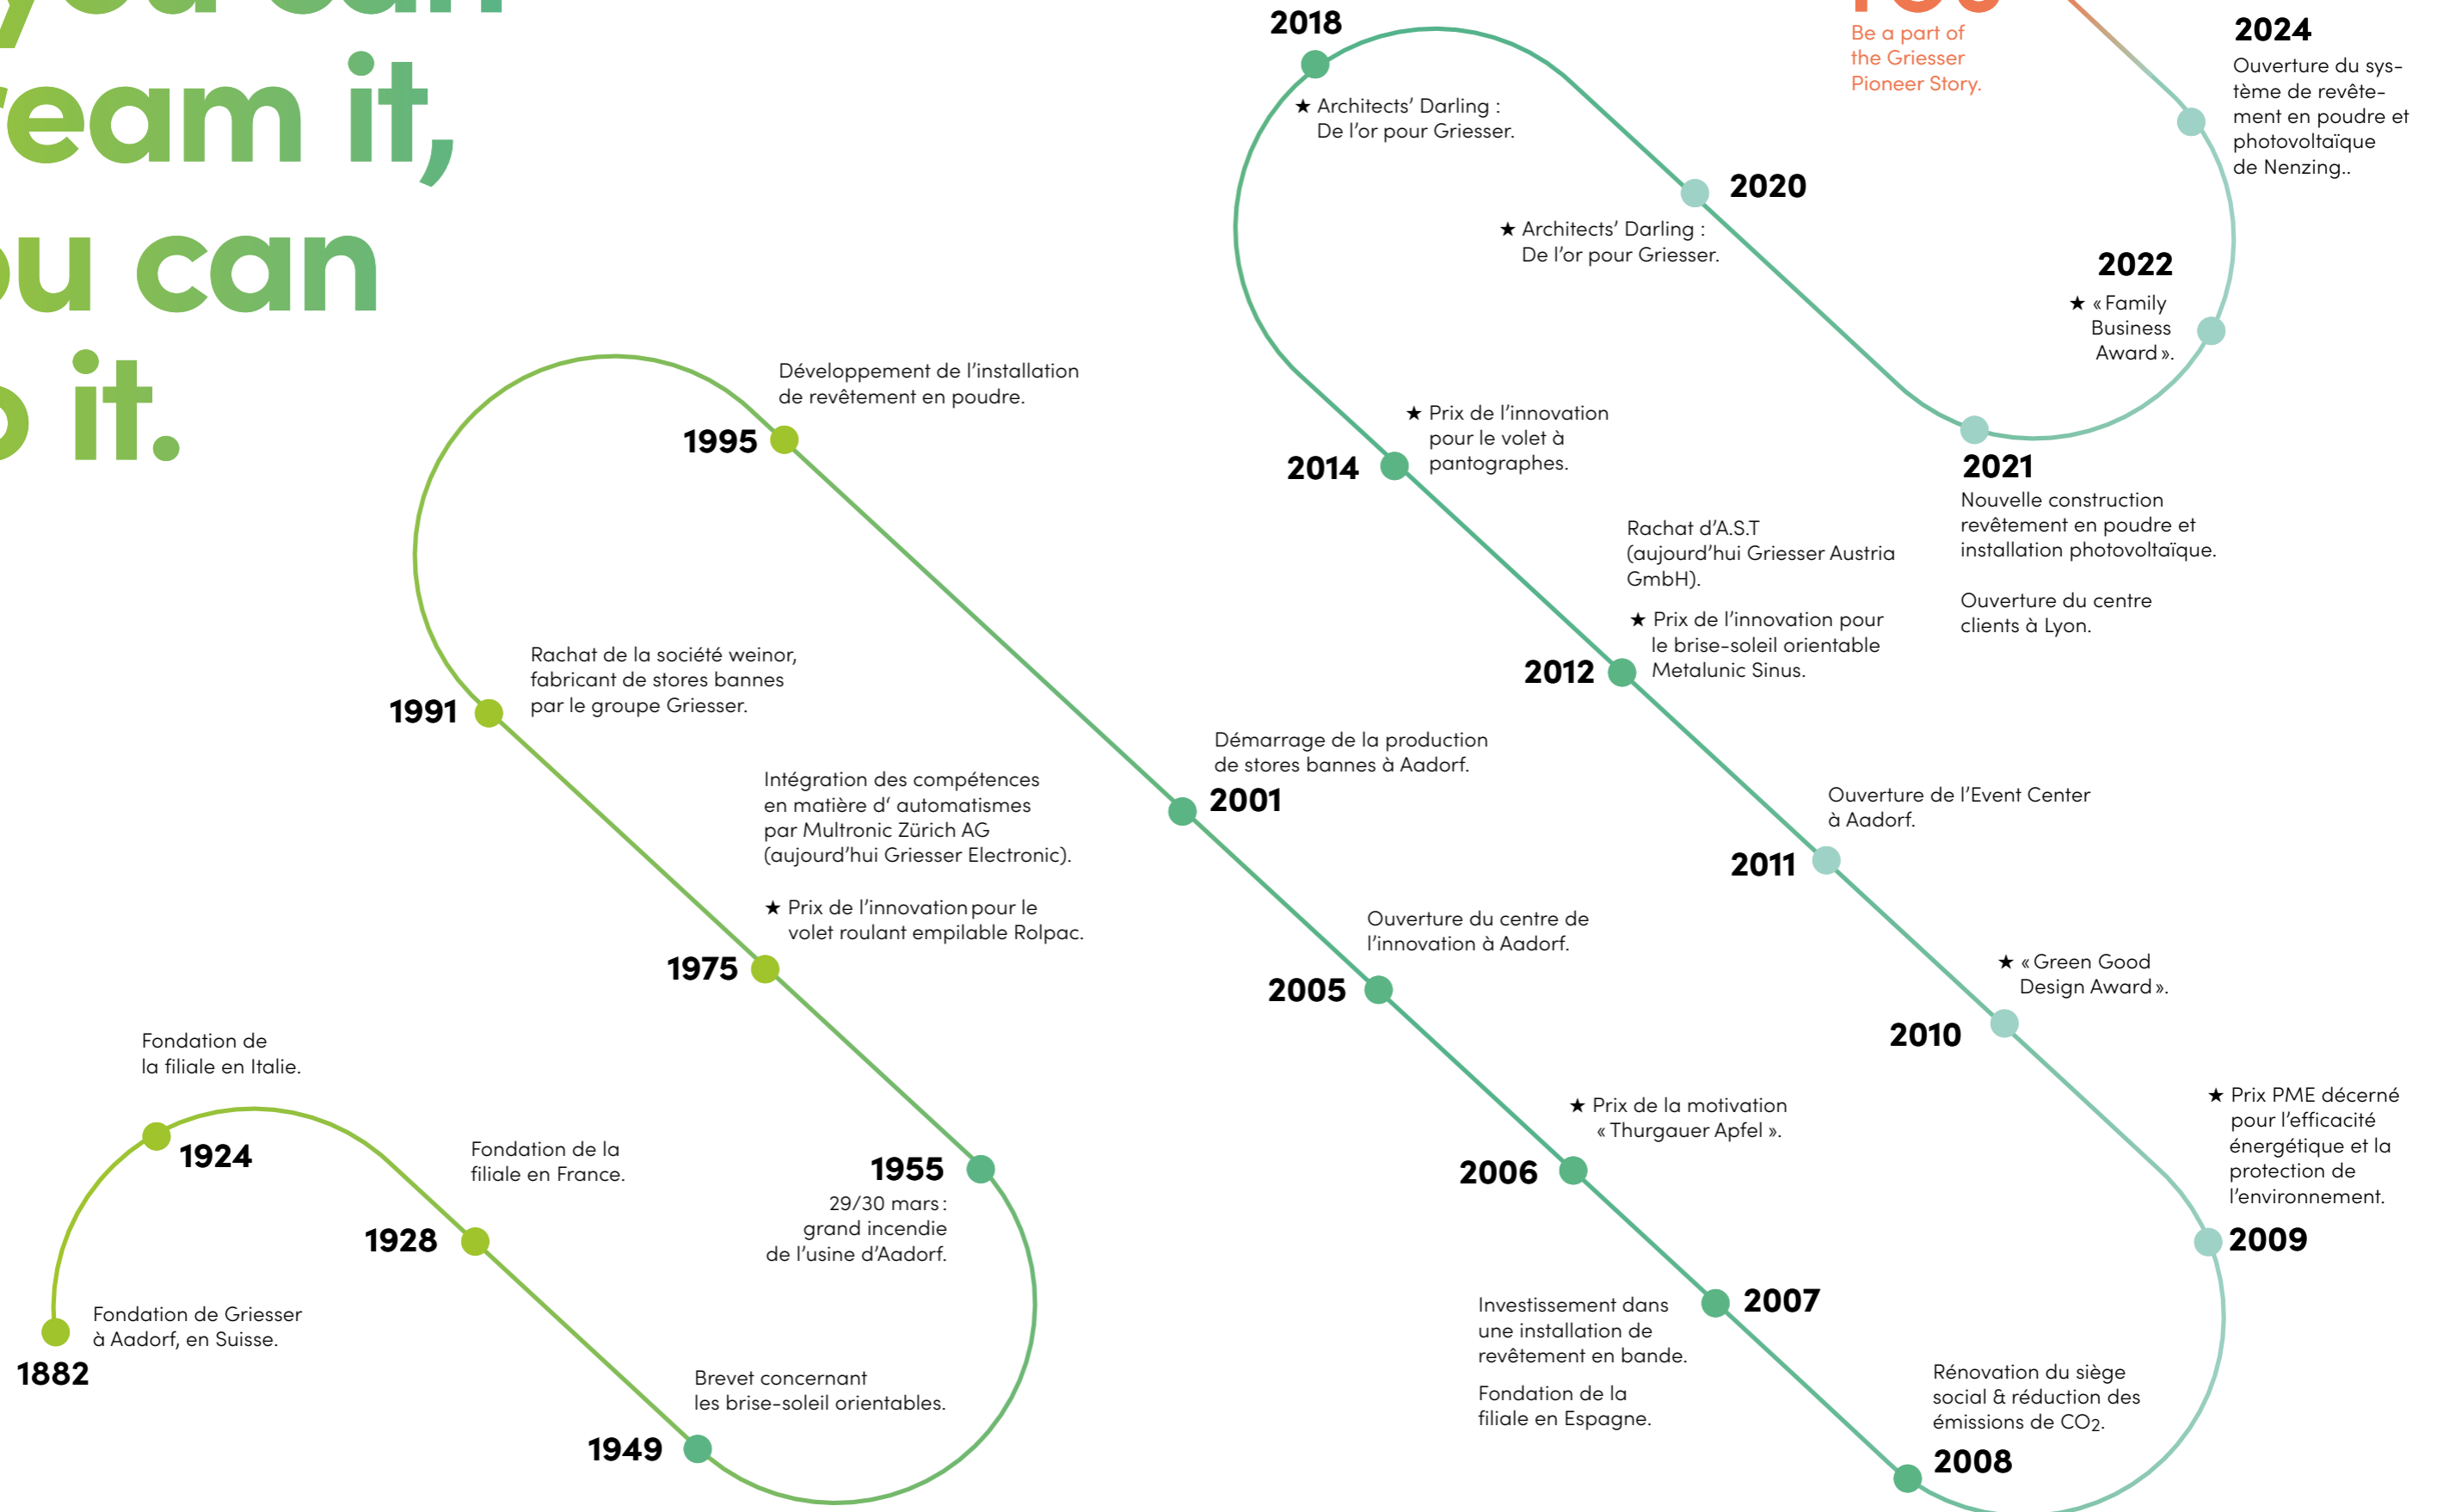 you can
ream it,
ou can
o it.
1882
Fondation de Griesser
à Aadorf, en Suisse.
Fondation de
la filiale en Italie.
1924
Fondation de la
filiale en France.
1928
Brevet concernant
les brise-soleil orientables.
1949
1955
29/30 mars :
grand incendie
de l'usine d'Aadorf.
Intégration des compétences
en matière d‘ automatismes
par Multronic Zürich AG
(aujourd'hui Griesser Electronic).
★ Prix de l'innovation pour le
volet roulant empilable Rolpac.
1975
Rachat de la société weinor,
fabricant de stores bannes
par le groupe Griesser.
1991
Développement de l'installation
de revêtement en poudre.
1995
Démarrage de la production
de stores bannes à Aadorf.
2001
Ouverture du centre de
l'innovation à Aadorf.
2005
★ Prix de la motivation
« Thurgauer Apfel ».
2006
2007
Investissement dans
une installation de
revêtement en bande.
Fondation de la
filiale en Espagne.
Rénovation du siège
social & réduction des
émissions de CO2.
2008
★ Prix PME décerné
pour l'efficacité
énergétique et la
protection de
l'environnement.
2009
★ « Green Good
Design Award ».
2010
Ouverture de l'Event Center
à Aadorf.
2011
Rachat d'A.S.T
(aujourd'hui Griesser Austria
GmbH).
★ Prix de l'innovation pour
le brise-soleil orientable
Metalunic Sinus.
2012
★ Prix de l'innovation
pour le volet à
pantographes.
2014
2018
★ Architects' Darling :
De l'or pour Griesser.
2020
★ Architects' Darling :
De l'or pour Griesser.
2021
Nouvelle construction
revêtement en poudre et
installation photovoltaïque.
Ouverture du centre
clients à Lyon.
2022
★ « Family
Business
Award ».
2024
Ouverture du sys-
tème de revête-
ment en poudre et
photovoltaïque
de Nenzing..
Be a part of
the Griesser
Pioneer Story.